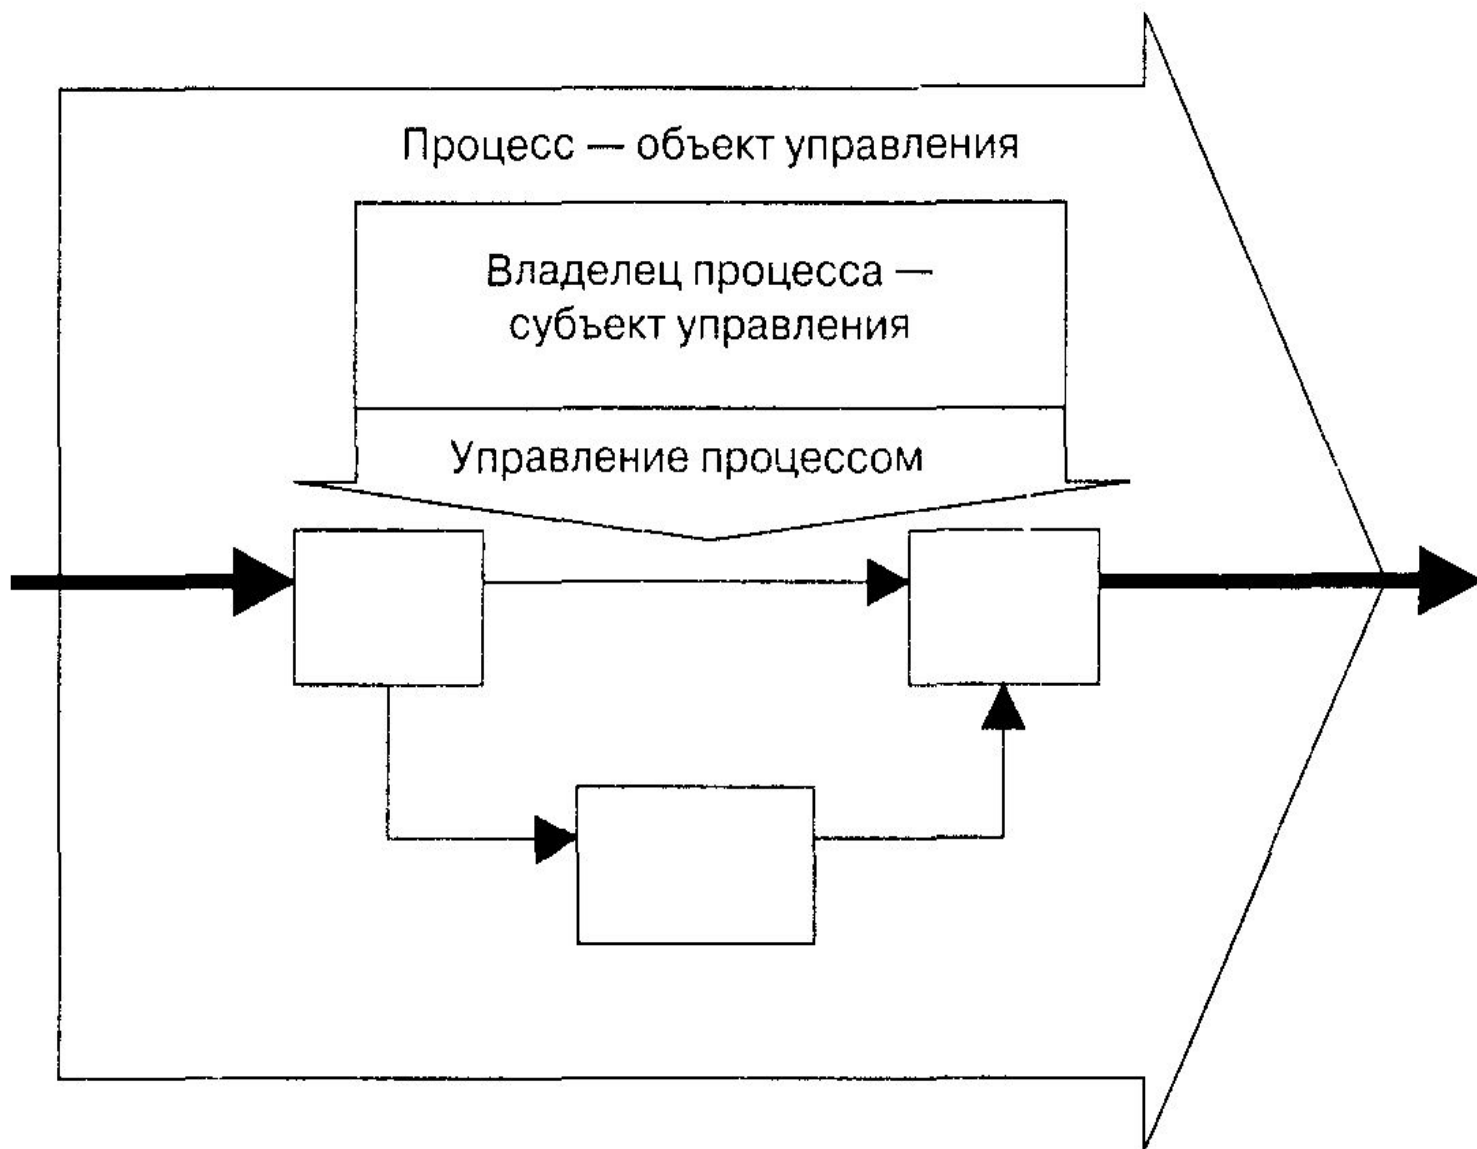 Процесс — объект управления
Владелец процесса —
субъект управления
Управление процессом